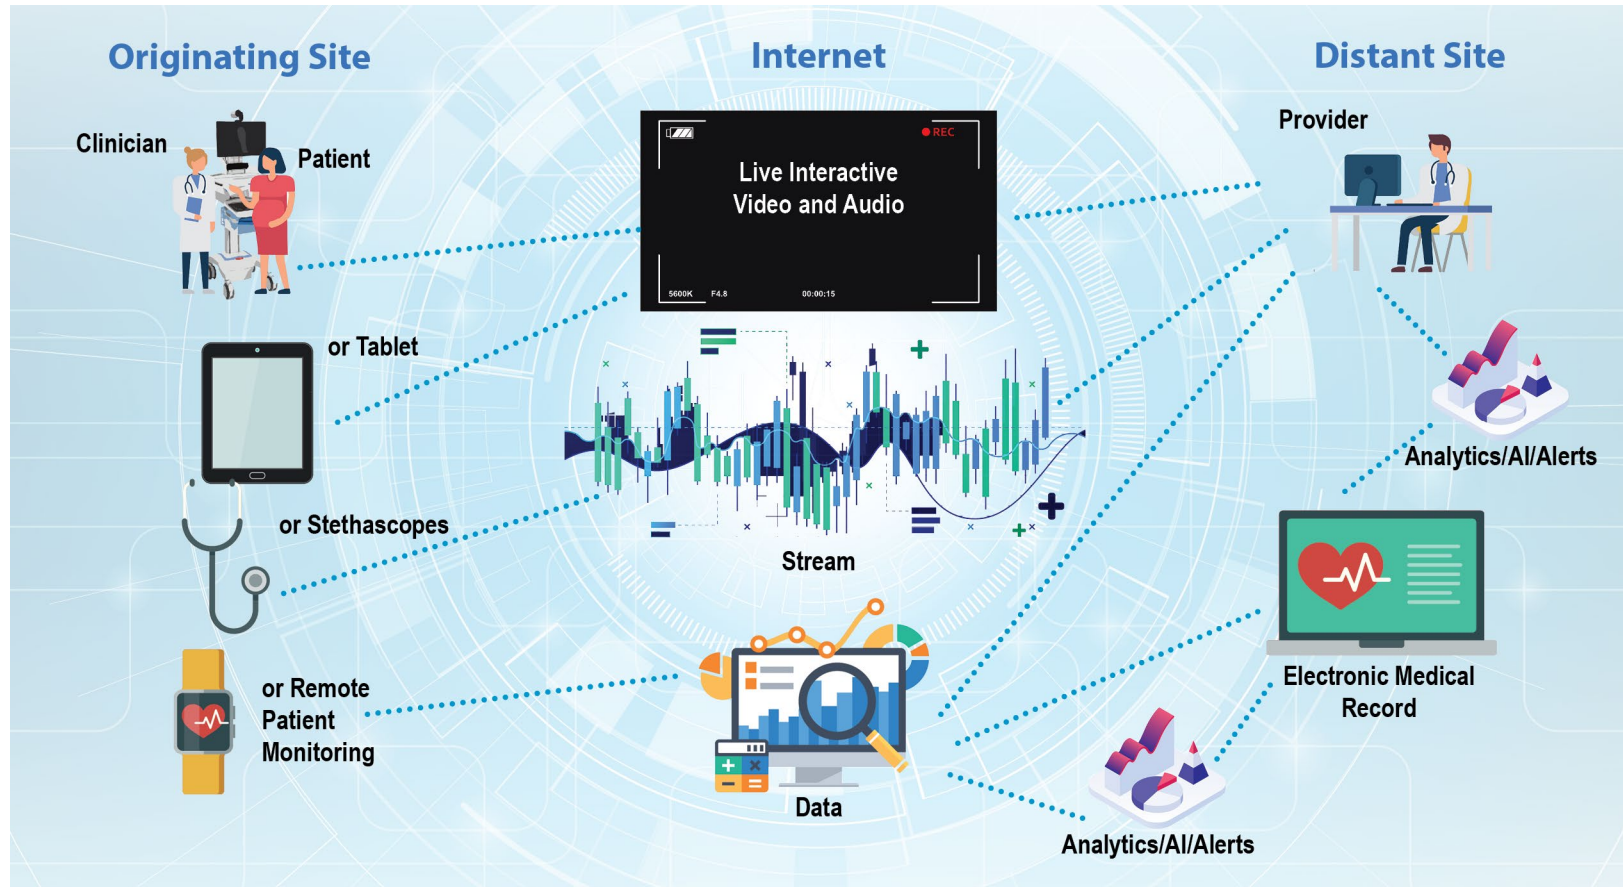 Originating Site
Internet
Distant Site
Clinician
Patient
REC
Live Interactive
Video and Audio
5600K F4.8 00:00:15
Provider
or Tablet
or Stethascopes
Stream
Analytics/AI/Alerts
or Remote
Patient
Monitoring
Data
Electronic Medical
Record
Analytics/AI/Alerts